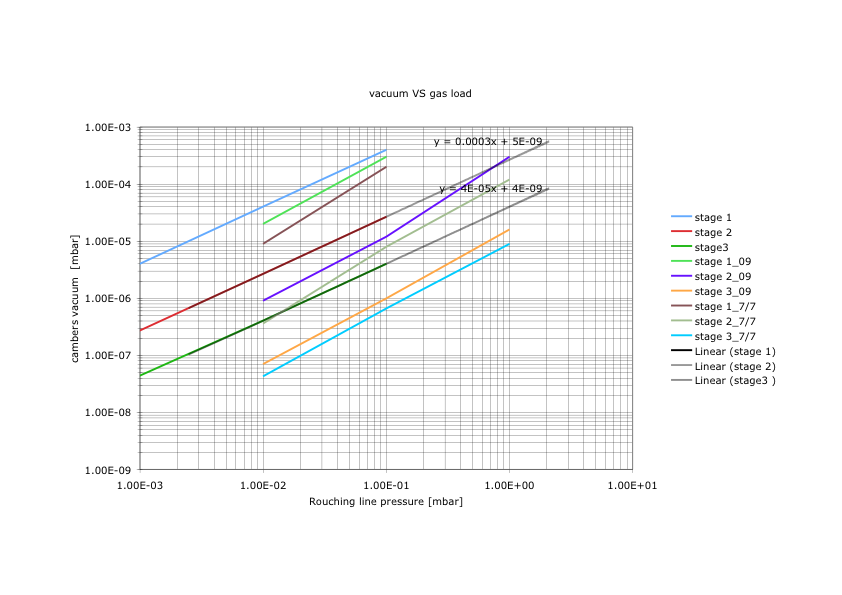 vacuum VS gas load
1.00E-03
y = 0.0003x + 5E-09
1.00E-04
y = 4E-05x + 4E-09
1.00E-05
1.00E-06
1.00E-07
1.00E-08
1.00E-09
cambers vacuum [mbar]
1.00E-03 1.00E-02 1.00E-01 1.00E+00 1.00E+01
Rouching line pressure [mbar]
stage 1
stage 2
stage3
stage 1_09
stage 2_09
stage 3_09
stage 1_7/7
stage 2_7/7
stage 3_7/7
Linear (stage 1)
Linear (stage 2)
Linear (stage3 )